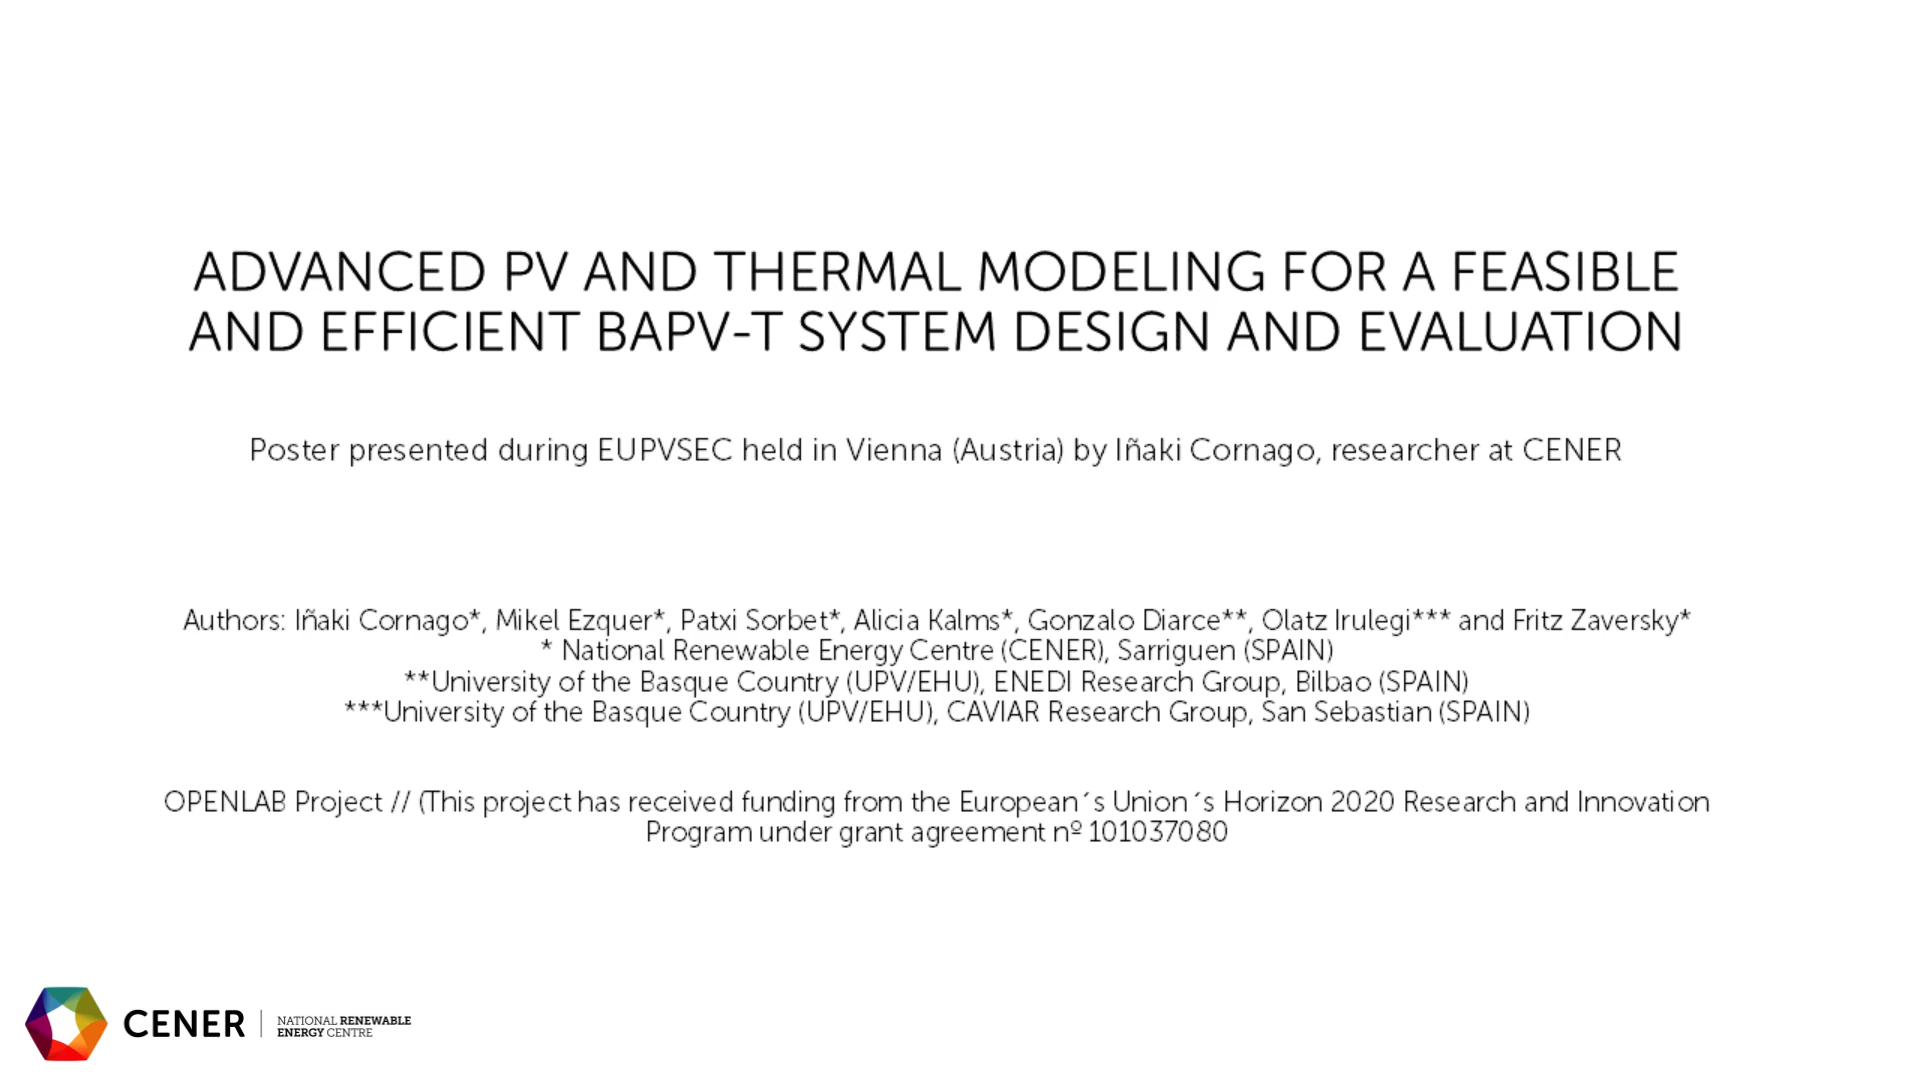 ADVANCED PV AND THERMAL MODELING FOR A FEASIBLE
AND EFFICIENT BAPV-T SYSTEM DESIGN AND EVALUATION
Poster presented during EUPVSEC held in Vienna (Austria) by Iñaki Cornago, researcher at CENER
Authors: Iñaki Cornago*, Mikel Ezquer*, Patxi Sorbet*, Alicia Kalms*, Gonzalo Diarce**, Olatz Irulegi*** and Fritz Zaversky*
* National Renewable Energy Centre (CENER), Sarriguen (SPAIN)
**University of the Basque Country (UPV/EHU), ENEDI Research Group, Bilbao (SPAIN)
***University of the Basque Country (UPV/EHU), CAVIAR Research Group, San Sebastian (SPAIN)
OPENLAB Project // (This project has received funding from the European´s Union´s Horizon 2020 Research and Innovation
Program under grant agreement nº 101037080
CENER
NATIONAL RENEWABLE
ENERGY CENTRE